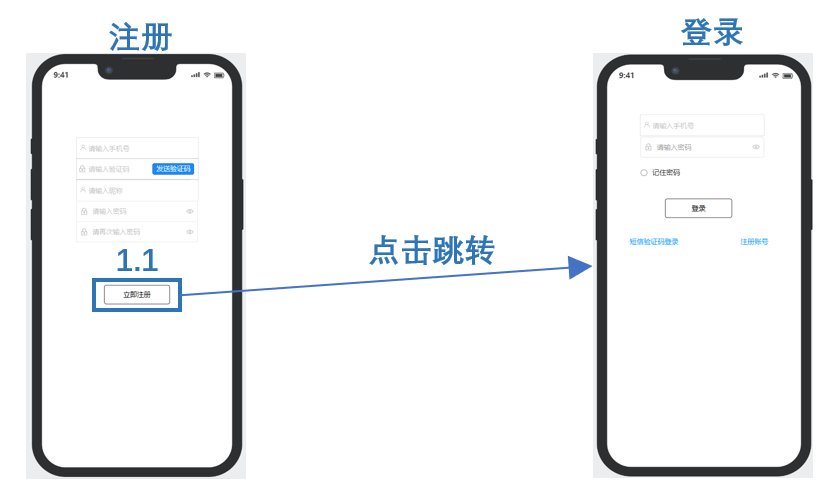 注册
登录
9:41
请输入手机号
请输入验证码
发送验证码
请输入昵称
请输入密码
请再次输入密码
1.1
立即注册
点击跳转
9:41
请输入手机号
请输入密码
记住密码
登录
短信验证码登录
注册账号